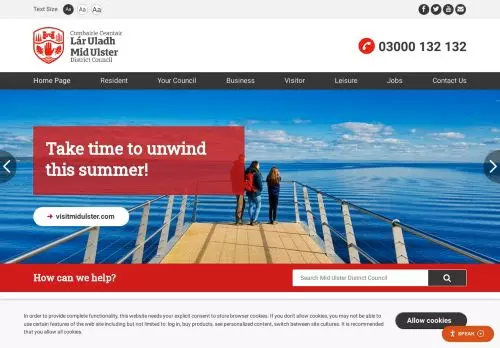 Text Size: Aa Aa Aa
Comhairle Ceantair
Lár Uladh
Mid Ulster
District Council
03000 132 132
Home Page Resident Your Council Business Visitor Leisure Jobs Contact Us
Take time to unwind
this summer!
visitmidulster.com
How can we help?
Search Mid Ulster District Council
In order to provide complete functionality, this website needs your explicit consent to store browser cookies. If you don't allow cookies, you may not be able to
use certain features of the web site including but not limited to: log in, buy products, see personalized content, switch between site cultures. It is recommended
that you allow all cookies.
Allow cookies
SPEAK